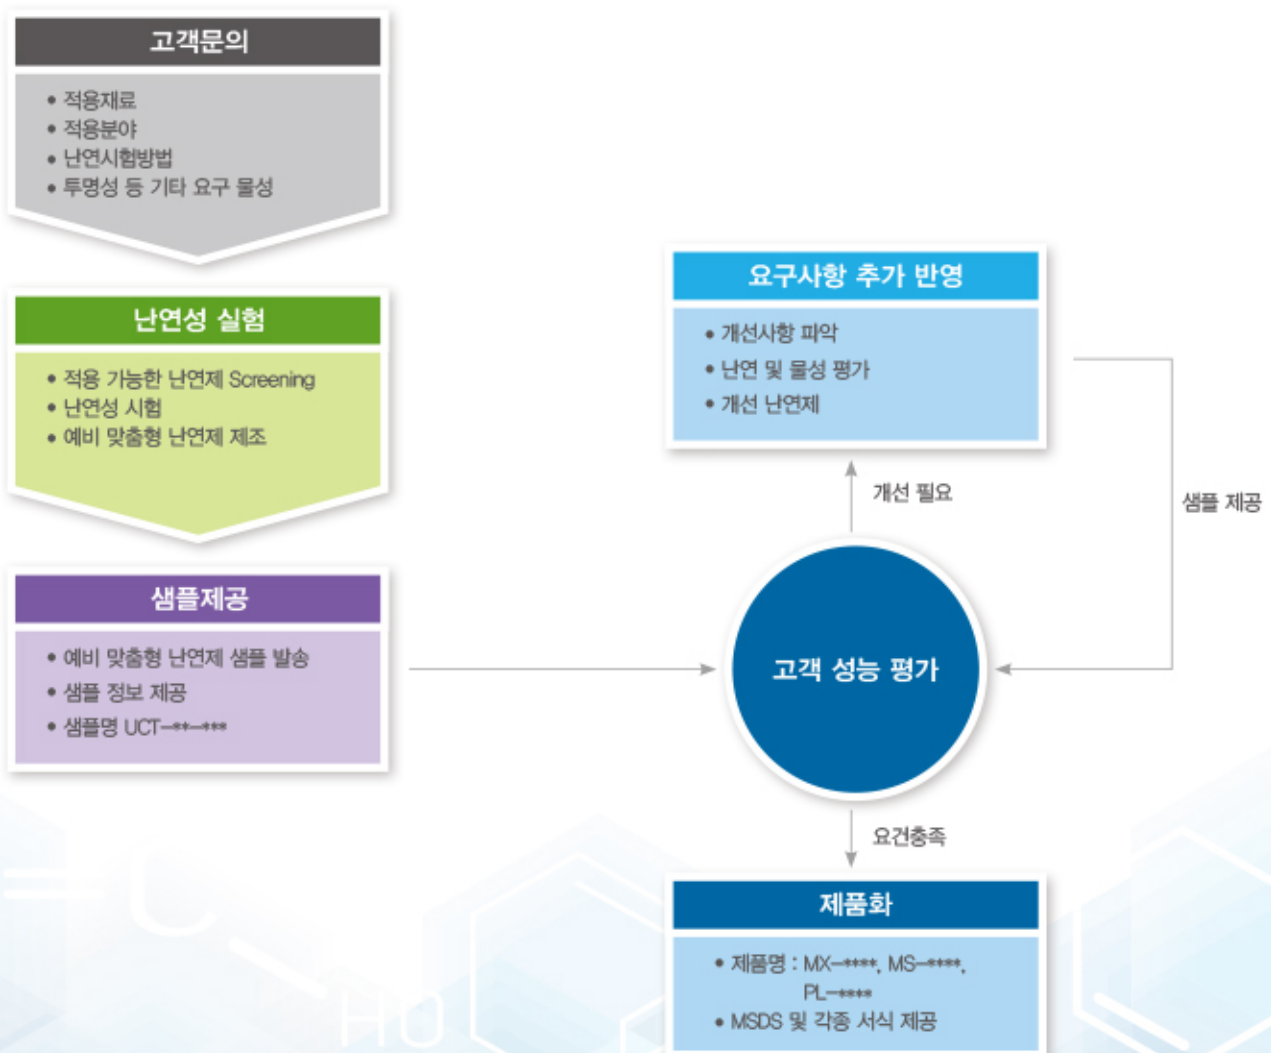 고객문의
• 적용재료
• 적용분야
• 난연시험방법
• 투명성 등 기타 요구 물성
난연성 실험
• 적용 가능한 난연제 Screening
• 난연성 시험
• 예비 맞춤형 난연제 제조
샘플제공
• 예비 맞춤형 난연제 샘플 발송
• 샘플 정보 제공
• 샘플명 UCT-**-***
요구사항 추가 반영
• 개선사항 파악
• 난연 및 물성 평가
• 개선 난연제
개선 필요
샘플 제공
고객 성능 평가
요건충족
제품화
• 제품명 : MX-****, MS-****,
PL-****
• MSDS 및 각종 서식 제공
C
HO